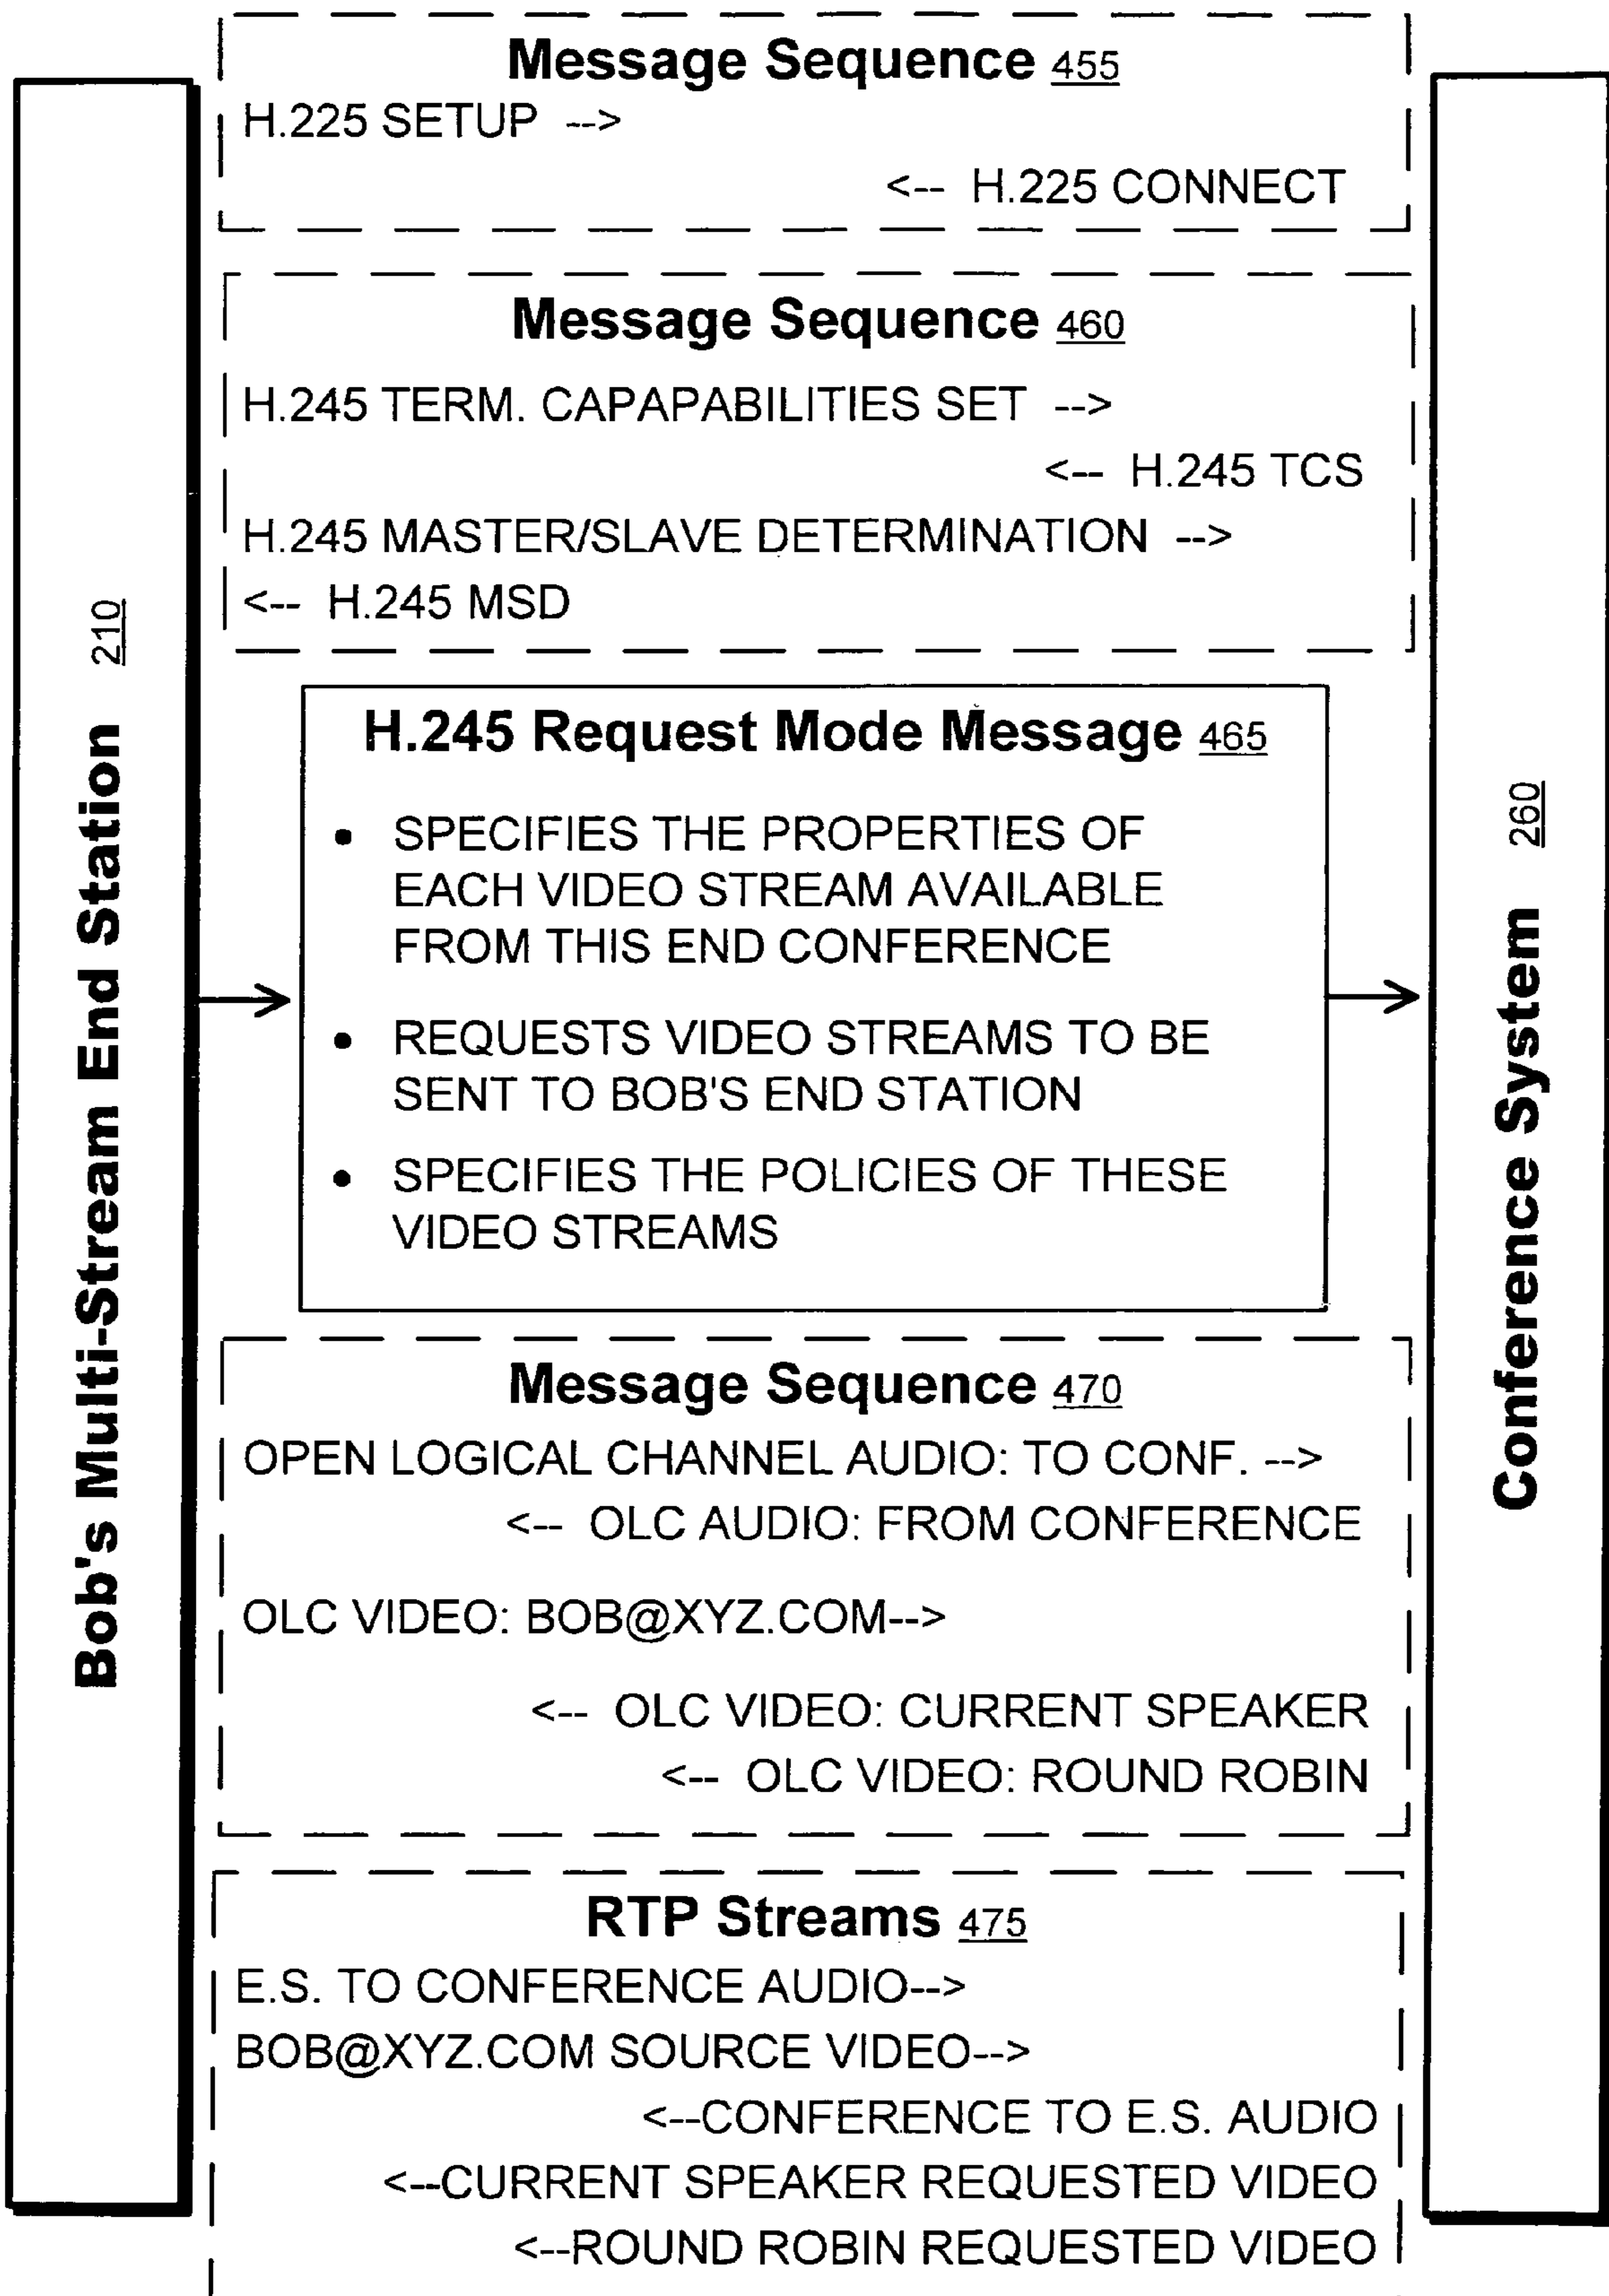 Message Sequence 455
H.225 SETUP -->
<-- H.225 CONNECT
Message Sequence 460
H.245 TERM. CAPAPABILITIES SET -->
<-- H.245 TCS
H.245 MASTER/SLAVE DETERMINATION -->
<-- H.245 MSD
Bob's Multi-Stream End Station 210
H.245 Request Mode Message 465
• SPECIFIES THE PROPERTIES OF
EACH VIDEO STREAM AVAILABLE
FROM THIS END CONFERENCE
• REQUESTS VIDEO STREAMS TO BE
SENT TO BOB'S END STATION
• SPECIFIES THE POLICIES OF THESE
VIDEO STREAMS
Conference System 260
Message Sequence 470
OPEN LOGICAL CHANNEL AUDIO: TO CONF. -->
<-- OLC AUDIO: FROM CONFERENCE
OLC VIDEO: BOB@XYZ.COM-->
<-- OLC VIDEO: CURRENT SPEAKER
<-- OLC VIDEO: ROUND ROBIN
RTP Streams 475
E.S. TO CONFERENCE AUDIO-->
BOB@XYZ.COM SOURCE VIDEO-->
<--CONFERENCE TO E.S. AUDIO
<--CURRENT SPEAKER REQUESTED VIDEO
<--ROUND ROBIN REQUESTED VIDEO